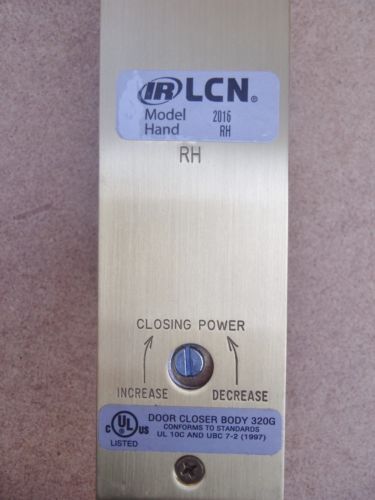 IR LCN®
Model 2016
Hand RH
RH
CLOSING POWER
INCREASE DECREASE
C UL US LISTED
DOOR CLOSER BODY 320G
CONFORMS TO STANDARDS
UL 10C AND UBC 7-2 (1997)